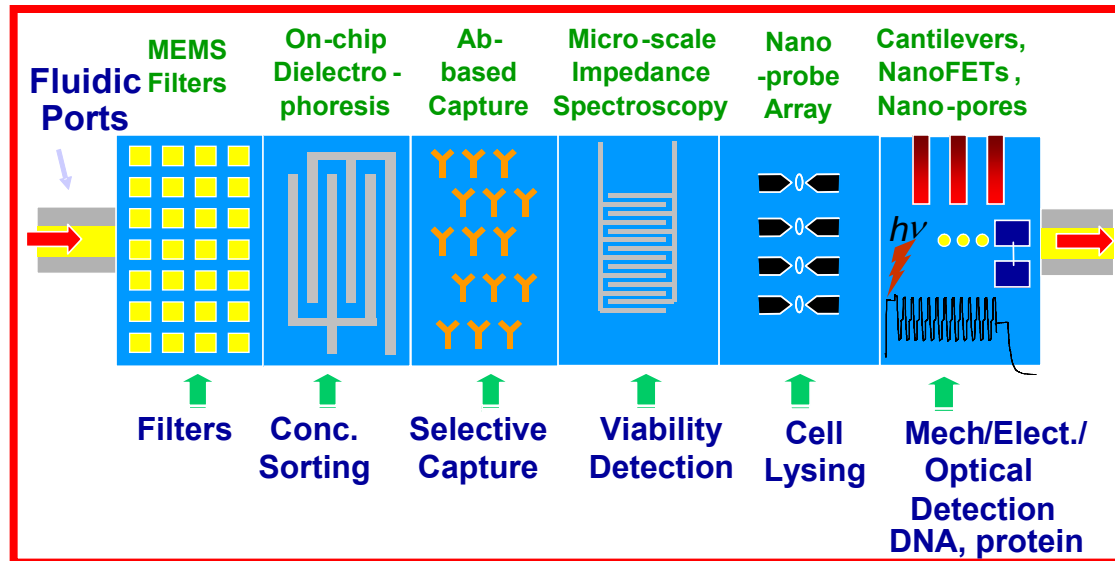 MEMS
Filters
On-chip
Dielectro -
phoresis
Ab-
based
Capture
Micro-scale
Impedance
Spectroscopy
Nano
-probe
Array
Cantilevers,
NanoFETs ,
Nano-pores
Fluidic
Ports
hν
Filters
Conc.
Sorting
Selective
Capture
Viability
Detection
Cell
Lysing
Mech/Elect./
Optical
Detection
DNA, protein